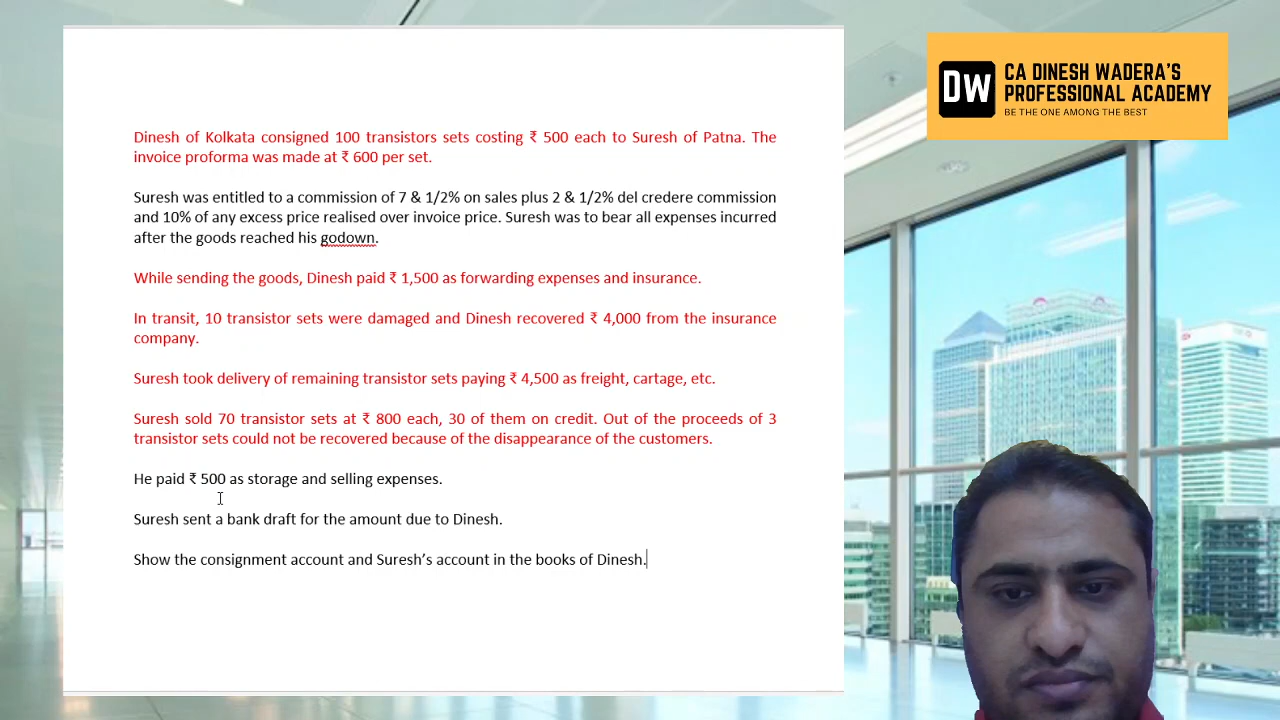 Dinesh of Kolkata consigned 100 transistors sets costing ₹ 500 each to Suresh of Patna. The
invoice proforma was made at ₹ 600 per set.
Suresh was entitled to a commission of 7 & 1/2% on sales plus 2 & 1/2% del credere commission
and 10% of any excess price realised over invoice price. Suresh was to bear all expenses incurred
after the goods reached his godown.
While sending the goods, Dinesh paid ₹ 1,500 as forwarding expenses and insurance.
In transit, 10 transistor sets were damaged and Dinesh recovered ₹ 4,000 from the insurance
company.
Suresh took delivery of remaining transistor sets paying ₹ 4,500 as freight, cartage, etc.
Suresh sold 70 transistor sets at ₹ 800 each, 30 of them on credit. Out of the proceeds of 3
transistor sets could not be recovered because of the disappearance of the customers.
He paid ₹ 500 as storage and selling expenses.
Suresh sent a bank draft for the amount due to Dinesh.
Show the consignment account and Suresh’s account in the books of Dinesh.
DW
CA DINESH WADERA'S
PROFESSIONAL ACADEMY
BE THE ONE AMONG THE BEST